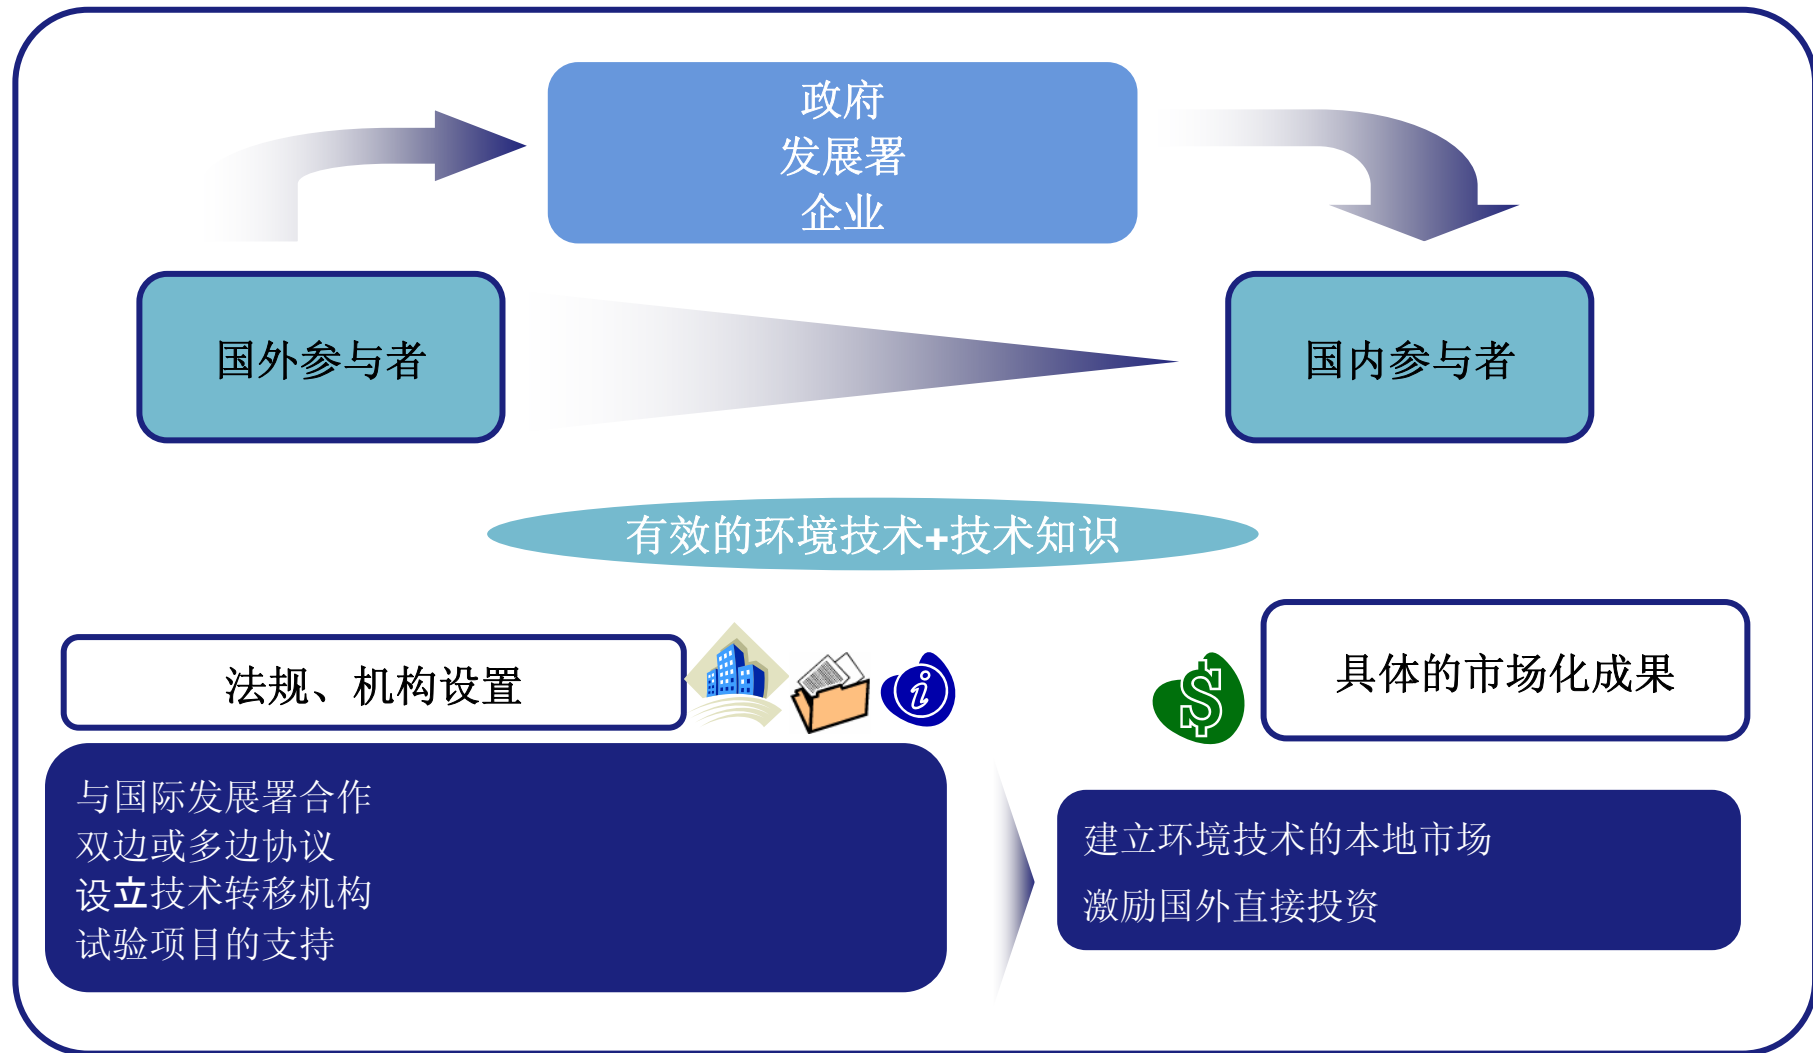 政府
发展署
企业
国外参与者
国内参与者
有效的环境技术+技术知识
法规、机构设置
具体的市场化成果
与国际发展署合作
双边或多边协议
设立技术转移机构
试验项目的支持
建立环境技术的本地市场
激励国外直接投资